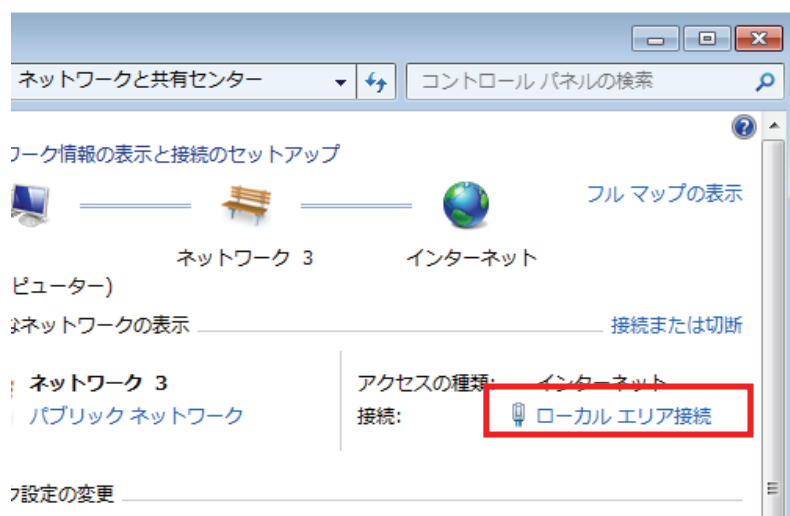 ネットワークと共有センター
コントロール パネルの検索
ワーク情報の表示と接続のセットアップ
フル マップの表示
ネットワーク 3 インターネット
ピューター)
なネットワークの表示 接続または切断
ネットワーク 3 アクセスの種類: インターネット
パブリック ネットワーク 接続: ローカル エリア接続
ク設定の変更